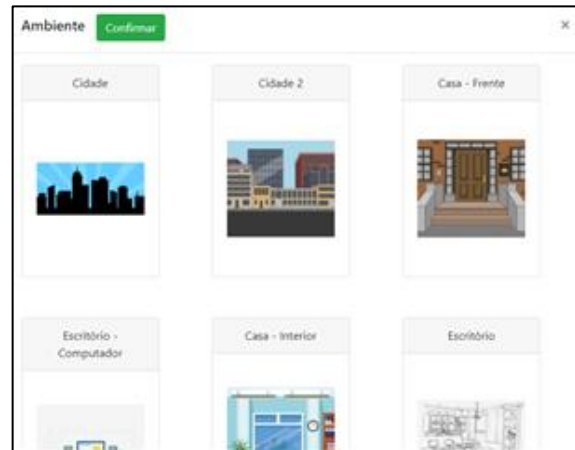 Ambiente Confirmar ×
Cidade Cidade 2 Casa - Frente
Escritório -
Computador
Casa - Interior
Escritório